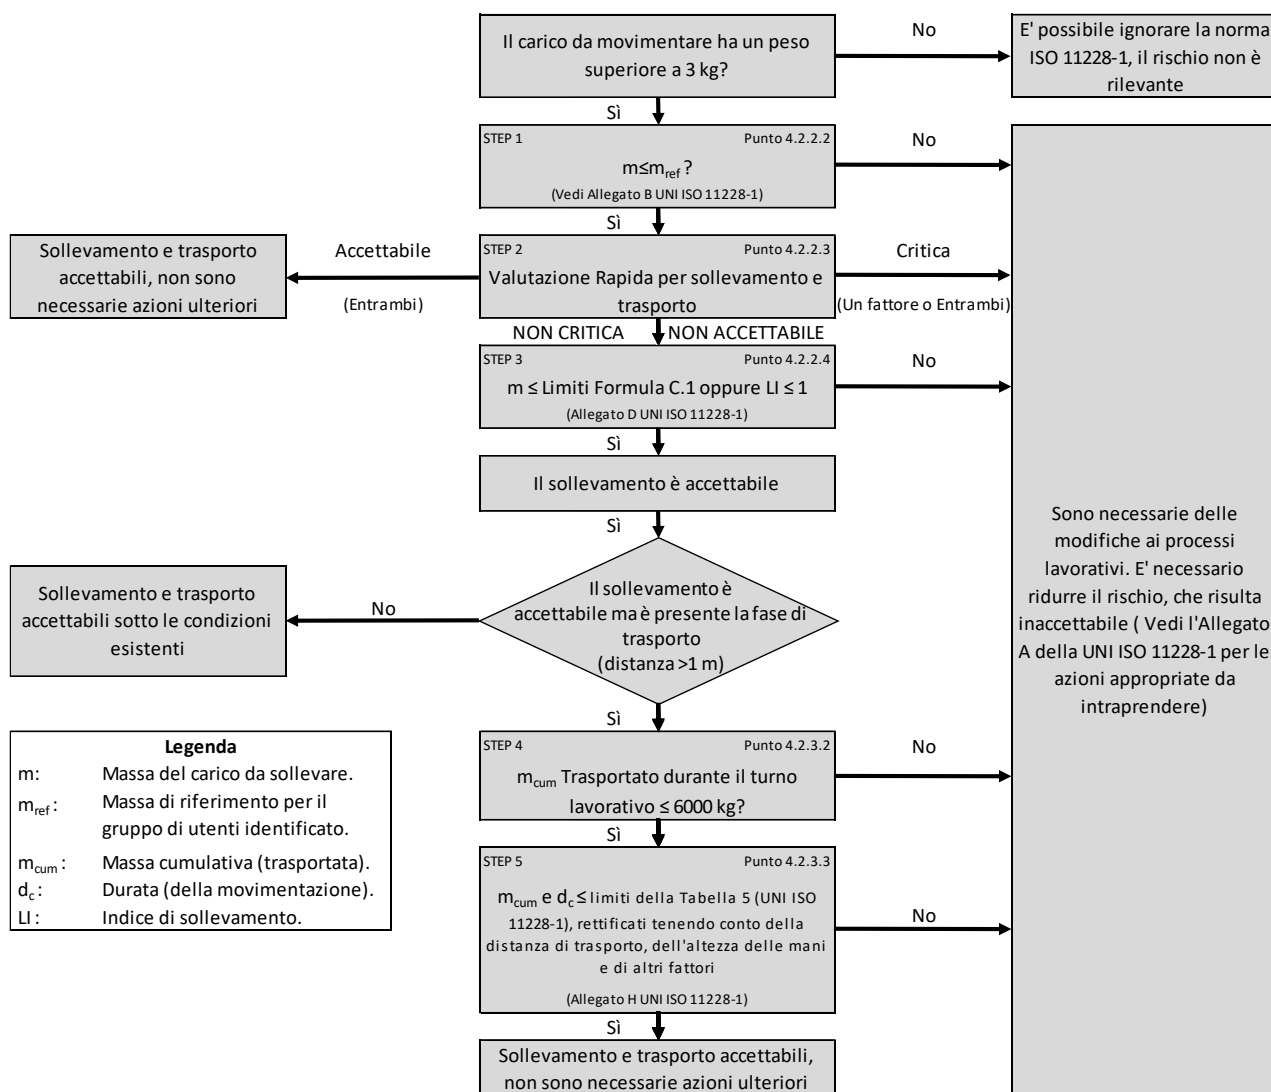 Il carico da movimentare ha un peso
superiore a 3 kg?
No
E' possibile ignorare la norma
ISO 11228-1, il rischio non è
rilevante
Sì
STEP 1 Punto 4.2.2.2
m≤m_ref ?
(Vedi Allegato B UNI ISO 11228-1)
No
Sì
Sollevamento e trasporto
accettabili, non sono
necessarie azioni ulteriori
Accettabile
(Entrambi)
STEP 2 Punto 4.2.2.3
Valutazione Rapida per sollevamento e
trasporto
Critica
(Un fattore o Entrambi)
NON CRITICA NON ACCETTABILE
STEP 3 Punto 4.2.2.4
m ≤ Limiti Formula C.1 oppure LI ≤ 1
(Allegato D UNI ISO 11228-1)
No
Sì
Il sollevamento è accettabile
Sì
Il sollevamento è
accettabile ma è presente la fase di
trasporto
(distanza >1 m)
No
Sollevamento e trasporto
accettabili sotto le condizioni
esistenti
Sono necessarie delle
modifiche ai processi
lavorativi. E' necessario
ridurre il rischio, che risulta
inaccettabile ( Vedi l'Allegato
A della UNI ISO 11228-1 per le
azioni appropriate da
intraprendere)
Sì
STEP 4 Punto 4.2.3.2
m_cum Trasportato durante il turno
lavorativo ≤ 6000 kg?
No
Sì
STEP 5 Punto 4.2.3.3
m_cum e d_c ≤ limiti della Tabella 5 (UNI ISO
11228-1), rettificati tenendo conto della
distanza di trasporto, dell'altezza delle mani
e di altri fattori
(Allegato H UNI ISO 11228-1)
No
Sì
Sollevamento e trasporto accettabili,
non sono necessarie azioni ulteriori
Legenda
m: Massa del carico da sollevare.
m_ref : Massa di riferimento per il
gruppo di utenti identificato.
m_cum : Massa cumulativa (trasportata).
d_c : Durata (della movimentazione).
LI : Indice di sollevamento.